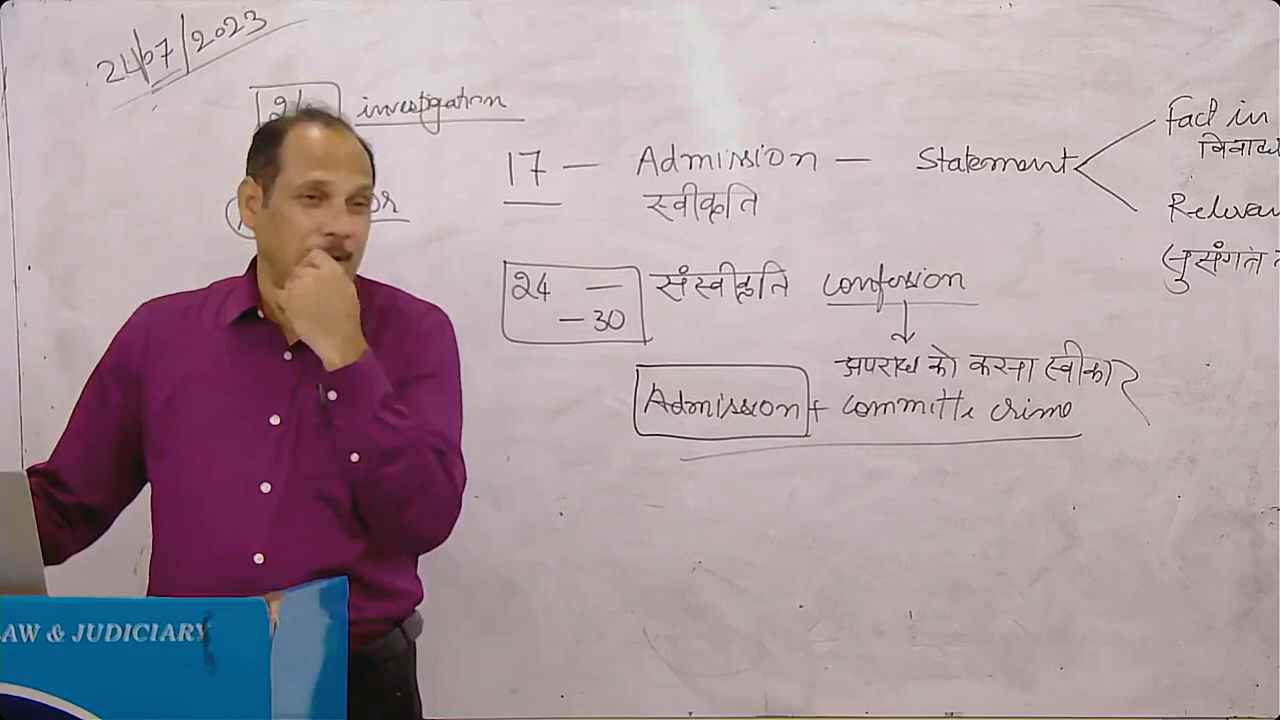 24/07/2023
investigation
17 — Admission — Statement
स्वीकृति
Fact in
Releva
24 —
— 30
संस्वीकृति confession
अपराध को करना स्वीका
Admission + committe crime
LAW & JUDICIARY